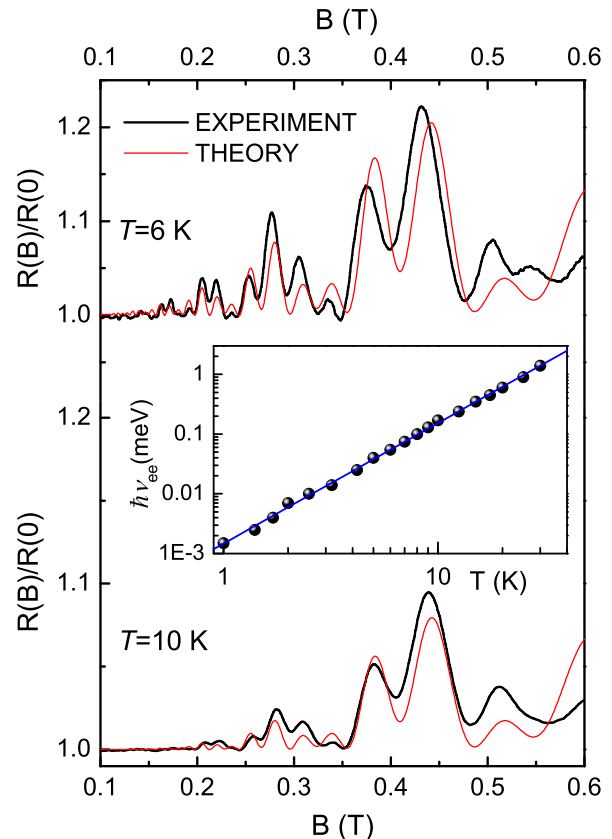 B (T)
0.1 0.2 0.3 0.4 0.5 0.6
1.2
EXPERIMENT
THEORY
R(B)/R(0)
1.1
T=6 K
1.0
1
ℏν_ee(meV)
0.1
0.01
1E-3
1 10 T (K)
1.2
R(B)/R(0)
1.1
T=10 K
1.0
0.1 0.2 0.3 0.4 0.5 0.6
B (T)